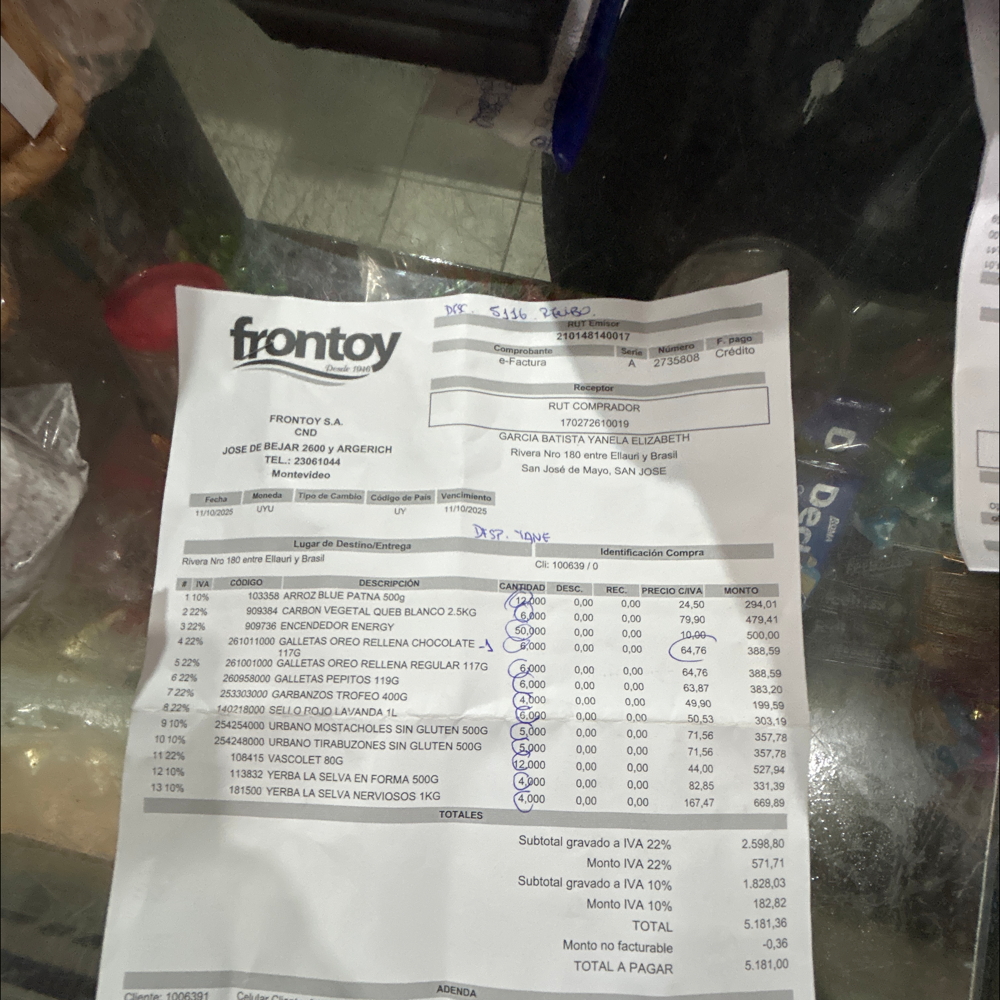 DESC. 5116
frontoy
Desde 1946
RUT Emisor
210148140017
Comprobante Serie Número F. pago
e-Factura A 2735808 Crédito
Receptor
RUT COMPRADOR
170272610019
GARCIA BATISTA YANELA ELIZABETH
Rivera Nro 180 entre Ellauri y Brasil
San José de Mayo, SAN JOSE
FRONTOY S.A.
CND
JOSE DE BEJAR 2600 y ARGERICH
TEL.: 23061044
Montevideo
Fecha Moneda Tipo de Cambio Código de País Vencimiento
11/10/2025 UYU UY 11/10/2025
DESP. YANE
Lugar de Destino/Entrega Identificación Compra
Rivera Nro 180 entre Ellauri y Brasil Cli: 100639 / 0
# IVA CÓDIGO DESCRIPCIÓN CANTIDAD DESC. REC. PRECIO C/IVA MONTO
1 10% 103358 ARROZ BLUE PATNA 500g 12,000 0,00 0,00 24,50 294,01
2 22% 909384 CARBON VEGETAL QUEB BLANCO 2.5KG 6,000 0,00 0,00 79,90 479,41
3 22% 909736 ENCENDEDOR ENERGY 50,000 0,00 0,00 10,00 500,00
4 22% 261011000 GALLETAS OREO RELLENA CHOCOLATE -1 6,000 0,00 0,00 64,76 388,59
117G
5 22% 261001000 GALLETAS OREO RELLENA REGULAR 117G 6,000 0,00 0,00 64,76 388,59
6 22% 260958000 GALLETAS PEPITOS 119G 6,000 0,00 0,00 63,87 383,20
7 22% 253303000 GARBANZOS TROFEO 400G 4,000 0,00 0,00 49,90 199,59
8 22% 140218000 SELLO ROJO LAVANDA 1L 6,000 0,00 0,00 50,53 303,19
9 10% 254254000 URBANO MOSTACHOLES SIN GLUTEN 500G 5,000 0,00 0,00 71,56 357,78
10 10% 254248000 URBANO TIRABUZONES SIN GLUTEN 500G 5,000 0,00 0,00 71,56 357,78
11 22% 108415 VASCOLET 80G 12,000 0,00 0,00 44,00 527,94
12 10% 113832 YERBA LA SELVA EN FORMA 500G 4,000 0,00 0,00 82,85 331,39
13 10% 181500 YERBA LA SELVA NERVIOSOS 1KG 4,000 0,00 0,00 167,47 669,89
TOTALES
Subtotal gravado a IVA 22% 2.598,80
Monto IVA 22% 571,71
Subtotal gravado a IVA 10% 1.828,03
Monto IVA 10% 182,82
TOTAL 5.181,36
Monto no facturable -0,36
TOTAL A PAGAR 5.181,00
ADENDA
Cliente: 1006391 Celular